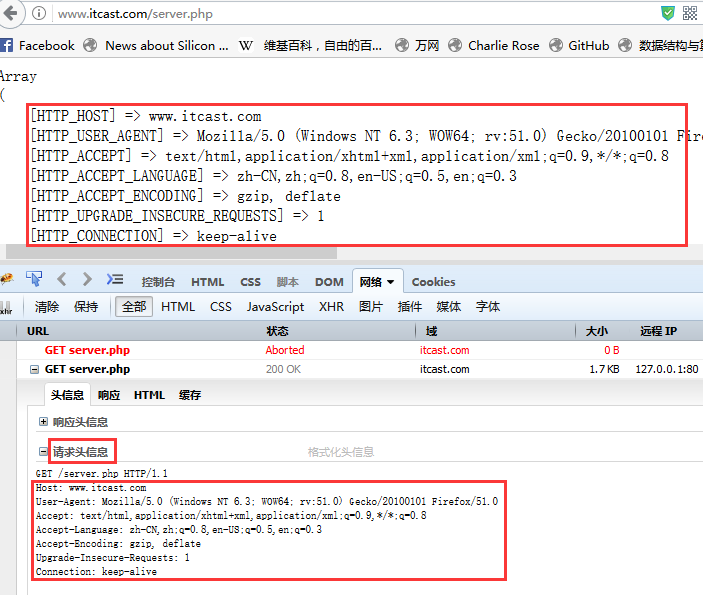 www.itcast.com/server.php
Facebook News about Silicon ... W 维基百科，自由的百... 万网 Charlie Rose GitHub 数据结构与
Array
(
[HTTP_HOST] => www.itcast.com
[HTTP_USER_AGENT] => Mozilla/5.0 (Windows NT 6.3; WOW64; rv:51.0) Gecko/20100101 Firef
[HTTP_ACCEPT] => text/html,application/xhtml+xml,application/xml;q=0.9,*/*;q=0.8
[HTTP_ACCEPT_LANGUAGE] => zh-CN,zh;q=0.8,en-US;q=0.5,en;q=0.3
[HTTP_ACCEPT_ENCODING] => gzip, deflate
[HTTP_UPGRADE_INSECURE_REQUESTS] => 1
[HTTP_CONNECTION] => keep-alive
控制台 HTML CSS 脚本 DOM 网络 Cookies
xhr 清除 保持 全部 HTML CSS JavaScript XHR 图片 插件 媒体 字体
URL 状态 域 大小 远程 IP
GET server.php Aborted itcast.com 0 B
GET server.php 200 OK itcast.com 1.7 KB 127.0.0.1:80
头信息 响应 HTML 缓存
响应头信息
请求头信息 格式化头信息
GET /server.php HTTP/1.1
Host: www.itcast.com
User-Agent: Mozilla/5.0 (Windows NT 6.3; WOW64; rv:51.0) Gecko/20100101 Firefox/51.0
Accept: text/html,application/xhtml+xml,application/xml;q=0.9,*/*;q=0.8
Accept-Language: zh-CN,zh;q=0.8,en-US;q=0.5,en;q=0.3
Accept-Encoding: gzip, deflate
Upgrade-Insecure-Requests: 1
Connection: keep-alive